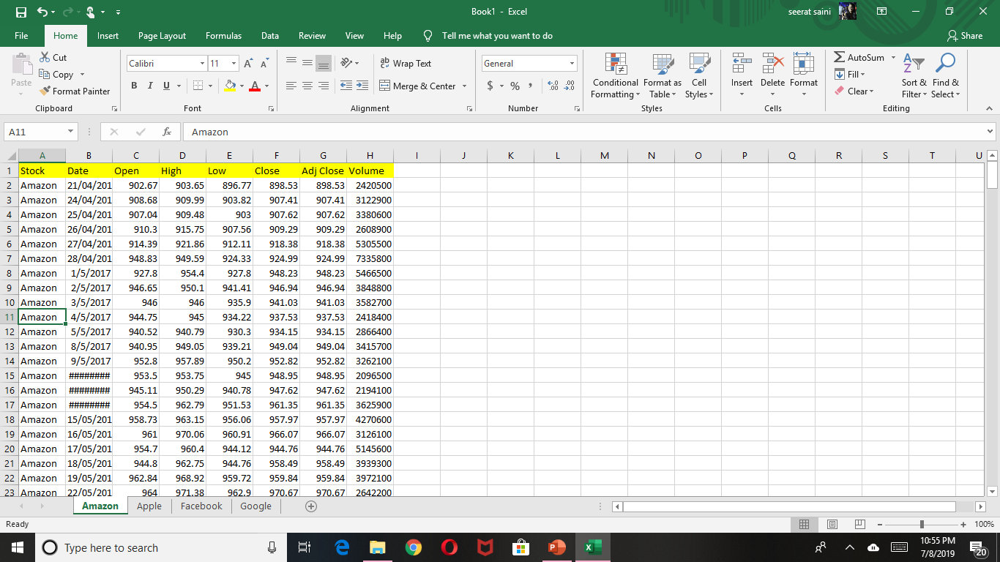 Book1 - Excel
seerat saini
File Home Insert Page Layout Formulas Data Review View Help Tell me what you want to do Share
Paste
Cut
Copy
Format Painter
Clipboard
Calibri 11 A A
B I U A
Font
Wrap Text
Merge & Center
Alignment
General
$ % ,
Number
Conditional Formatting
Format as Table
Cell Styles
Styles
Insert Delete Format
Cells
AutoSum
Fill
Clear
Sort & Filter
Find & Select
Editing
A11 fx Amazon
A B C D E F G H I J K L M N O P Q R S T U
1 Stock Date Open High Low Close Adj Close Volume
2 Amazon 21/04/201 902.67 903.65 896.77 898.53 898.53 2420500
3 Amazon 24/04/201 908.68 909.99 903.82 907.41 907.41 3122900
4 Amazon 25/04/201 907.04 909.48 903 907.62 907.62 3380600
5 Amazon 26/04/201 910.3 915.75 907.56 909.29 909.29 2608900
6 Amazon 27/04/201 914.39 921.86 912.11 918.38 918.38 5305500
7 Amazon 28/04/201 948.83 949.59 924.33 924.99 924.99 7335800
8 Amazon 1/5/2017 927.8 954.4 927.8 948.23 948.23 5466500
9 Amazon 2/5/2017 946.65 950.1 941.41 946.94 946.94 3848800
10 Amazon 3/5/2017 946 946 935.9 941.03 941.03 3582700
11 Amazon 4/5/2017 944.75 945 934.22 937.53 937.53 2418400
12 Amazon 5/5/2017 940.52 940.79 930.3 934.15 934.15 2866400
13 Amazon 8/5/2017 940.95 949.05 939.21 949.04 949.04 3415700
14 Amazon 9/5/2017 952.8 957.89 950.2 952.82 952.82 3262100
15 Amazon ######## 953.5 953.75 945 948.95 948.95 2096500
16 Amazon ######## 945.11 950.29 940.78 947.62 947.62 2194100
17 Amazon ######## 954.5 962.79 951.53 961.35 961.35 3625900
18 Amazon 15/05/201 958.73 963.15 956.06 957.97 957.97 4270600
19 Amazon 16/05/201 961 970.06 960.91 966.07 966.07 3126100
20 Amazon 17/05/201 954.7 960.4 944.12 944.76 944.76 5145600
21 Amazon 18/05/201 944.8 962.75 944.76 958.49 958.49 3939300
22 Amazon 19/05/201 962.84 968.92 959.72 959.84 959.84 3972100
23 Amazon 22/05/201 964 971.38 962.9 970.67 970.67 2642200
Amazon Apple Facebook Google
Ready 100%
Type here to search
10:55 PM
7/8/2019
20